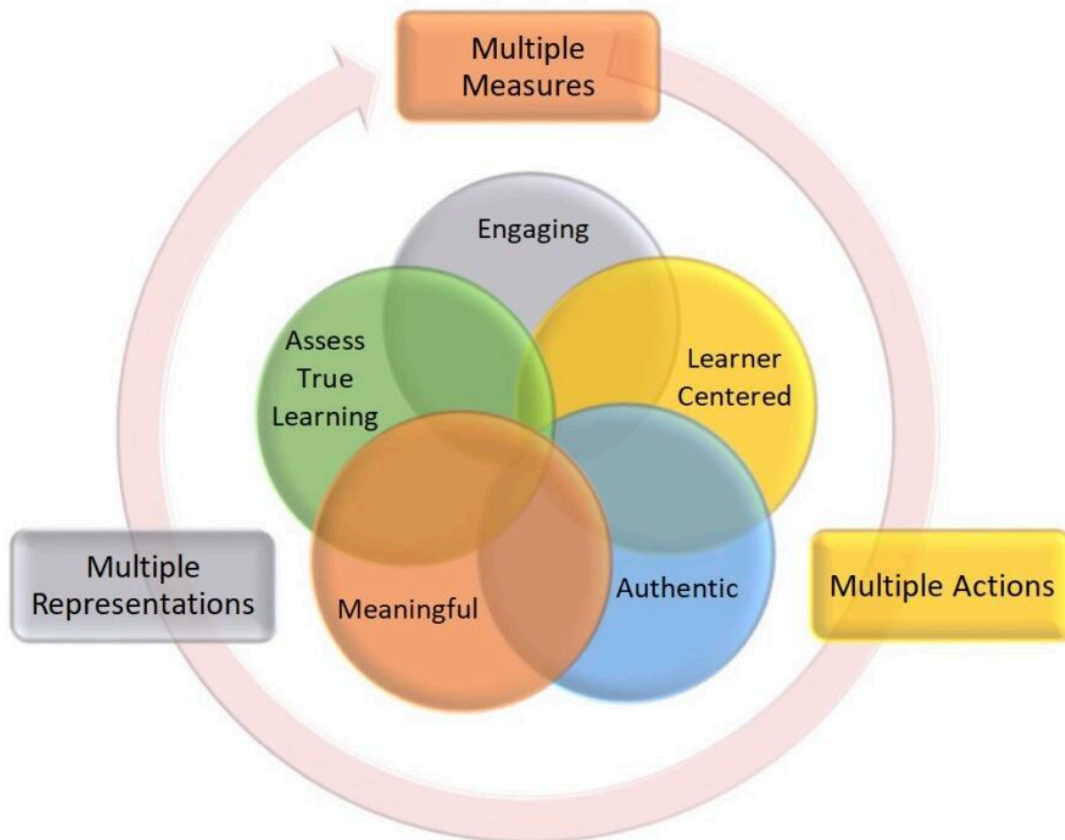 Multiple
Measures
Engaging
Assess
True
Learning
Learner
Centered
Multiple
Representations
Meaningful
Authentic
Multiple Actions